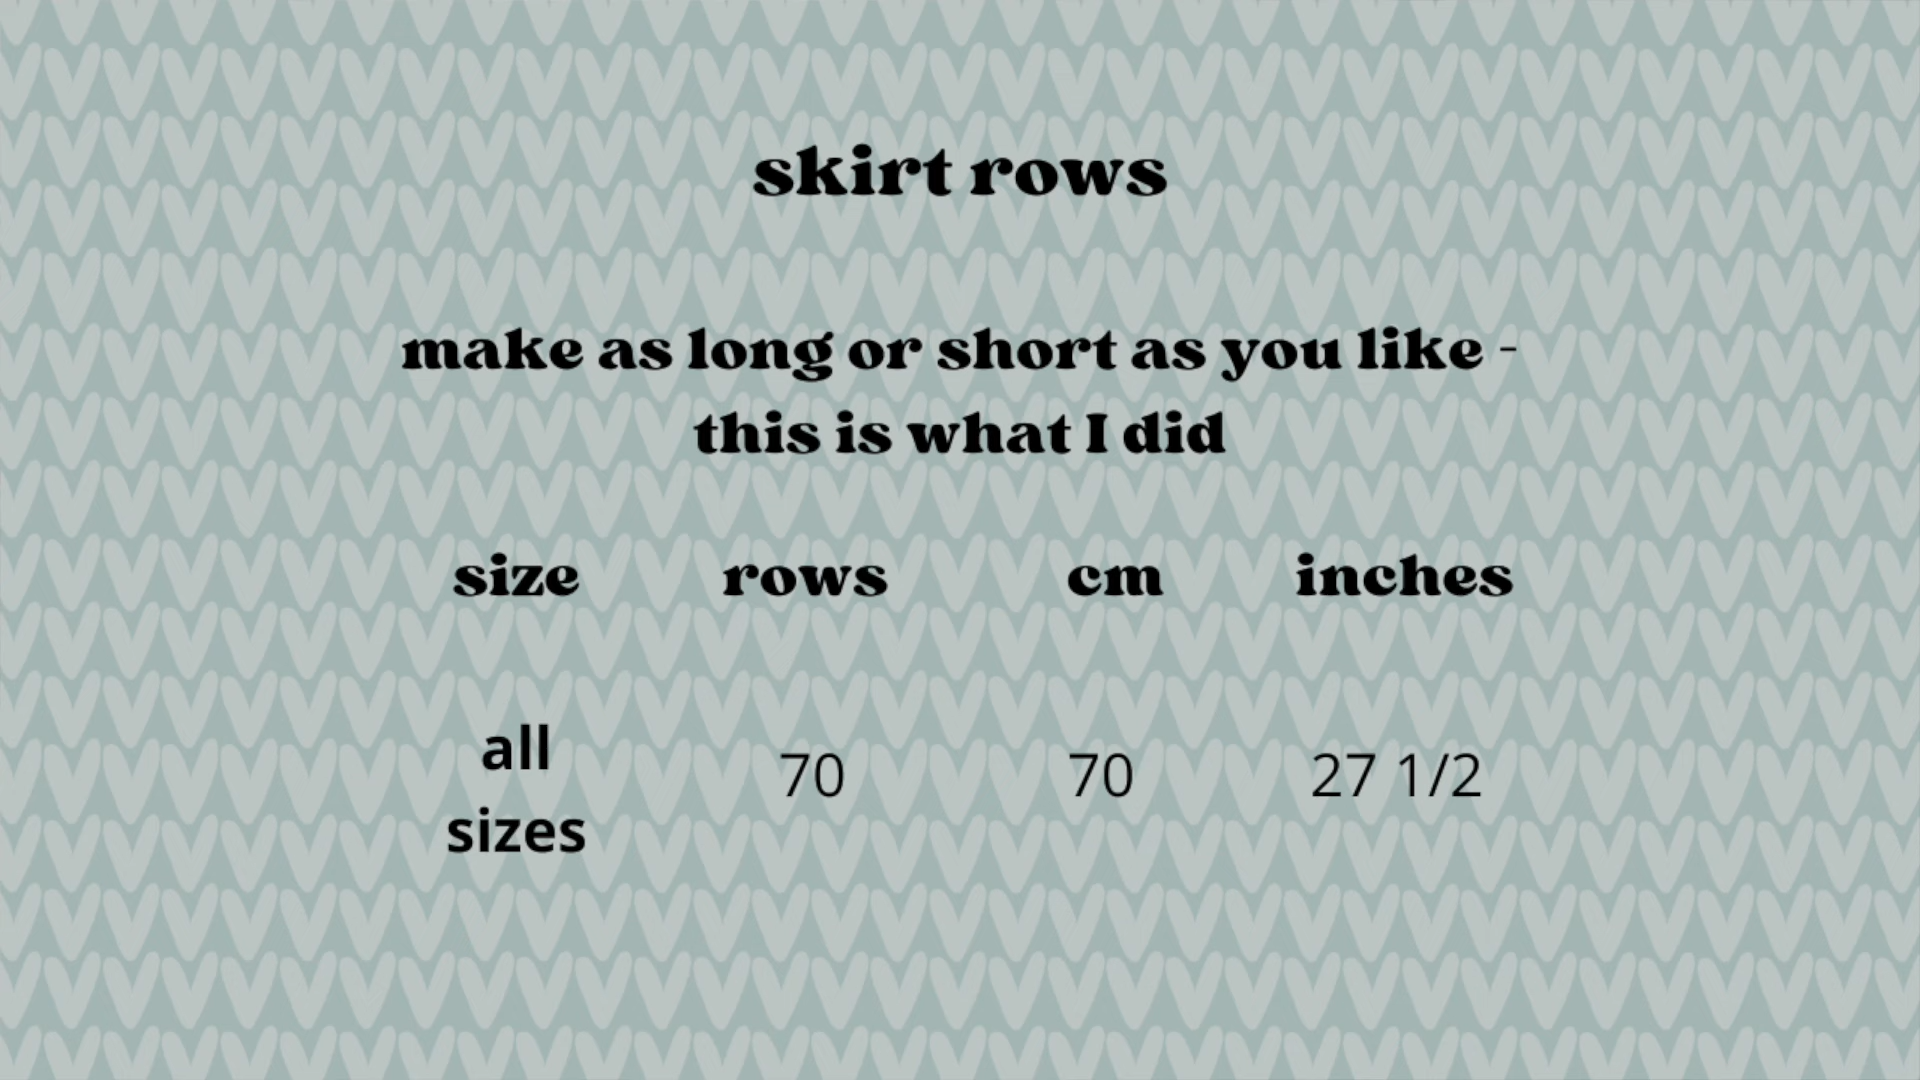 skirt rows
make as long or short as you like -
this is what I did
size rows cm inches
all
sizes
70 70 27 1/2